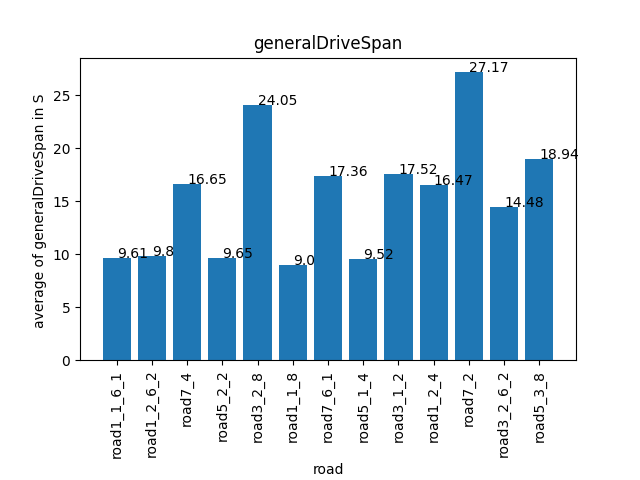 generalDriveSpan
average of generalDriveSpan in S
25
20
15
10
5
0
9.61
9.8
16.65
9.65
24.05
9.0
17.36
9.52
17.52
16.47
27.17
14.48
18.94
road1_1_6_1
road1_2_6_2
road7_4
road5_2_2
road3_2_8
road1_1_8
road7_6_1
road5_1_4
road3_1_2
road1_2_4
road7_2
road3_2_6_2
road5_3_8
road